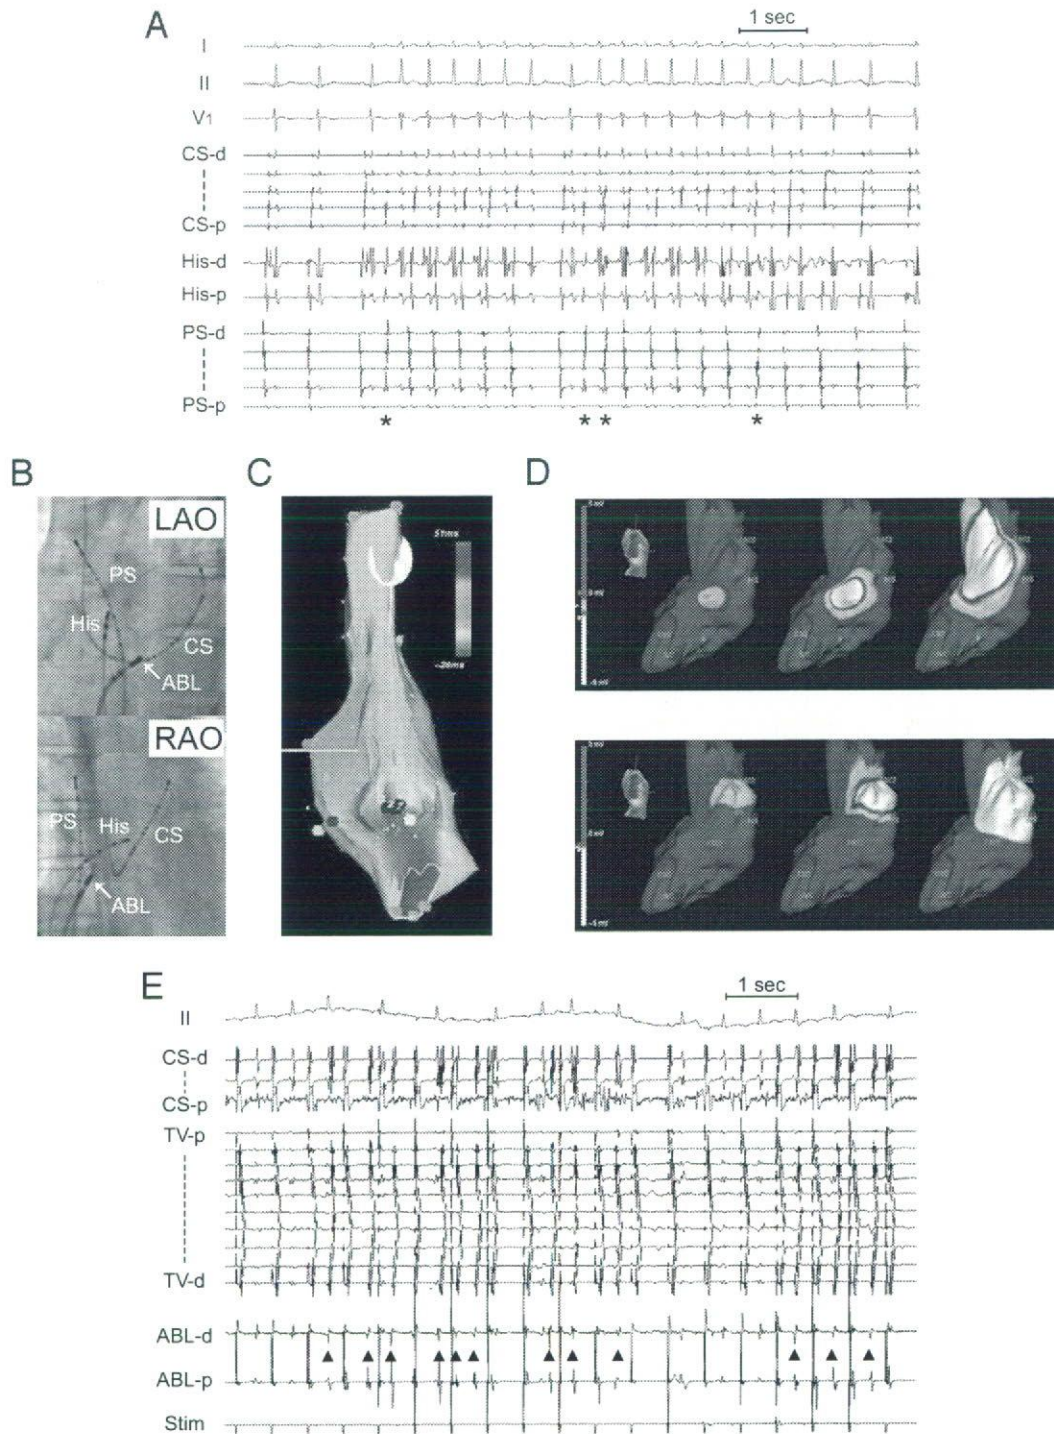 A
1 sec
I
II
V1
CS-d
CS-p
His-d
His-p
PS-d
PS-p
* * * *
B
LAO
PS
His
CS
ABL
RAO
PS
His
CS
ABL
C
51ms
D
E
1 sec
II
CS-d
CS-p
TV-p
TV-d
ABL-d
ABL-p
Stim